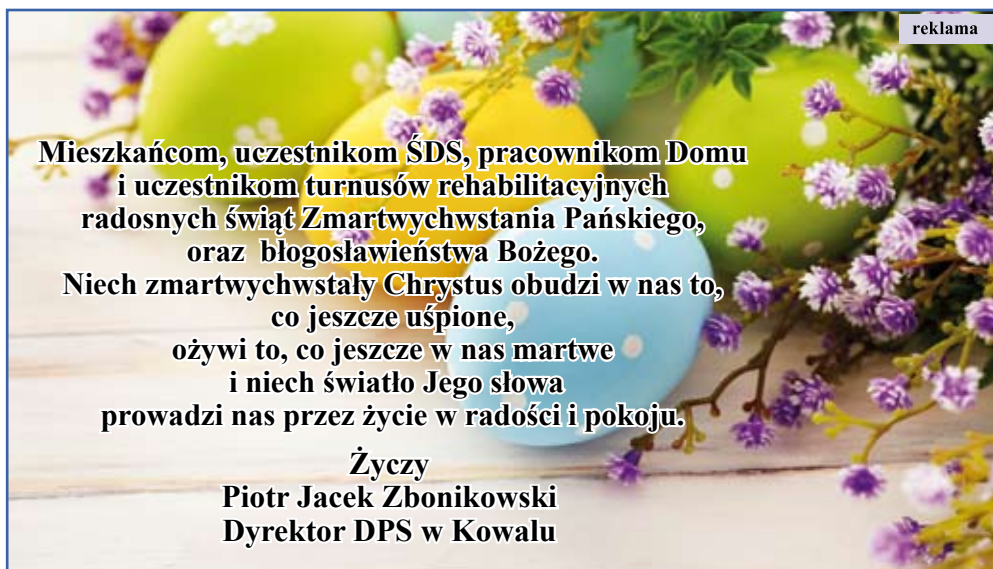 reklama
Mieszkańcom, uczestnikom ŚDS, pracownikom Domu
i uczestnikom turnusów rehabilitacyjnych
radosnych świąt Zmartwychwstania Pańskiego,
oraz błogosławieństwa Bożego.
Niech zmartwychwstały Chrystus obudzi w nas to,
co jeszcze uśpione,
ożywi to, co jeszcze w nas martwe
i niech światło Jego słowa
prowadzi nas przez życie w radości i pokoju.
Życzy
Piotr Jacek Zbonikowski
Dyrektor DPS w Kowalu